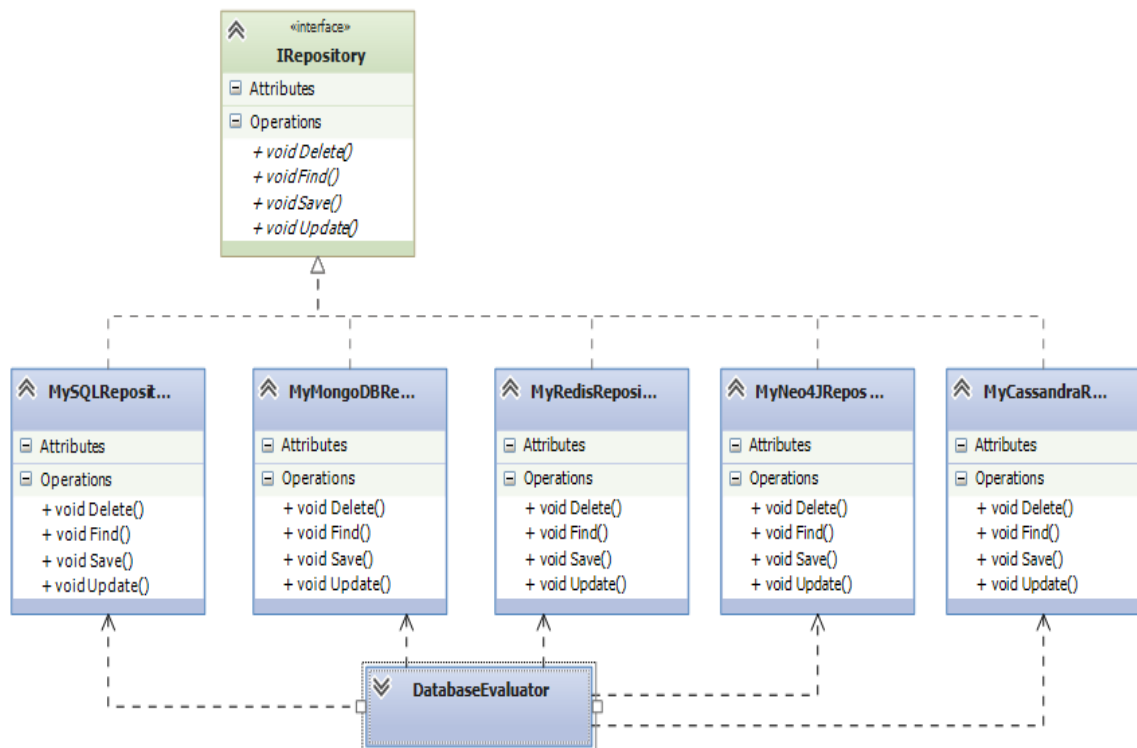 «interface»
IRepository
Attributes
Operations
+ void Delete()
+ void Find()
+ void Save()
+ void Update()
MySQLReposit...
Attributes
Operations
+ void Delete()
+ void Find()
+ void Save()
+ void Update()
MyMongoDBRe...
Attributes
Operations
+ void Delete()
+ void Find()
+ void Save()
+ void Update()
MyRedisReposi...
Attributes
Operations
+ void Delete()
+ void Find()
+ void Save()
+ void Update()
MyNeo4JRepos...
Attributes
Operations
+ void Delete()
+ void Find()
+ void Save()
+ void Update()
MyCassandraR...
Attributes
Operations
+ void Delete()
+ void Find()
+ void Save()
+ void Update()
DatabaseEvaluator